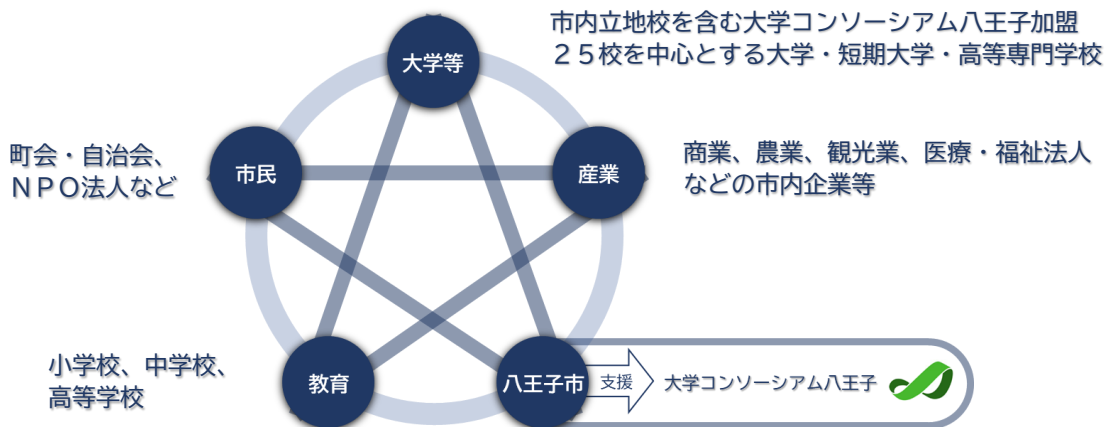 市内立地校を含む大学コンソーシアム八王子加盟
２５校を中心とする大学・短期大学・高等専門学校
大学等
町会・自治会、
ＮＰＯ法人など
市民
産業
商業、農業、観光業、医療・福祉法人
などの市内企業等
小学校、中学校、
高等学校
教育
八王子市
支援
大学コンソーシアム八王子